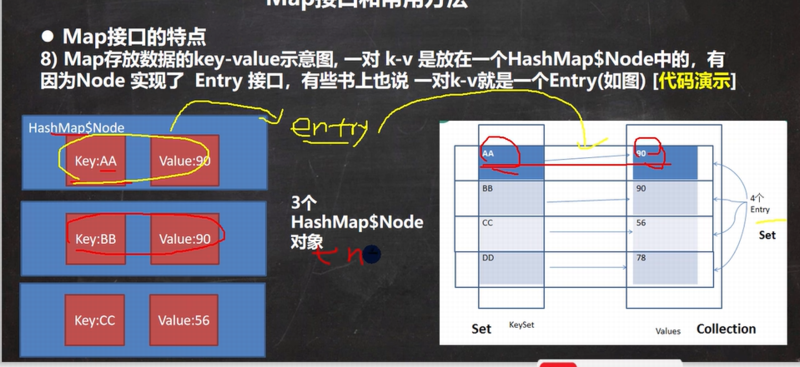 Map接口和常用方法
● Map接口的特点
8) Map存放数据的key-value示意图, 一对 k-v 是放在一个HashMap$Node中的，有
因为Node 实现了 Entry 接口，有些书上也说 一对k-v就是一个Entry(如图) [代码演示]
HashMap$Node
entry
Key:AA
Value:90
AA
90
BB
90
CC
56
DD
78
4个
Entry
Set
3个
HashMap$Node
对象
Key:BB
Value:90
Key:CC
Value:56
Set
KeySet
Values
Collection